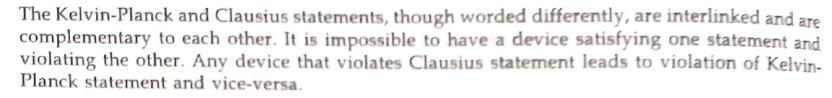 The Kelvin-Planck and Clausius statements, though worded differently, are interlinked and are
complementary to each other. It is impossible to have a device satisfying one statement and
violating the other. Any device that violates Clausius statement leads to violation of Kelvin-
Planck statement and vice-versa.